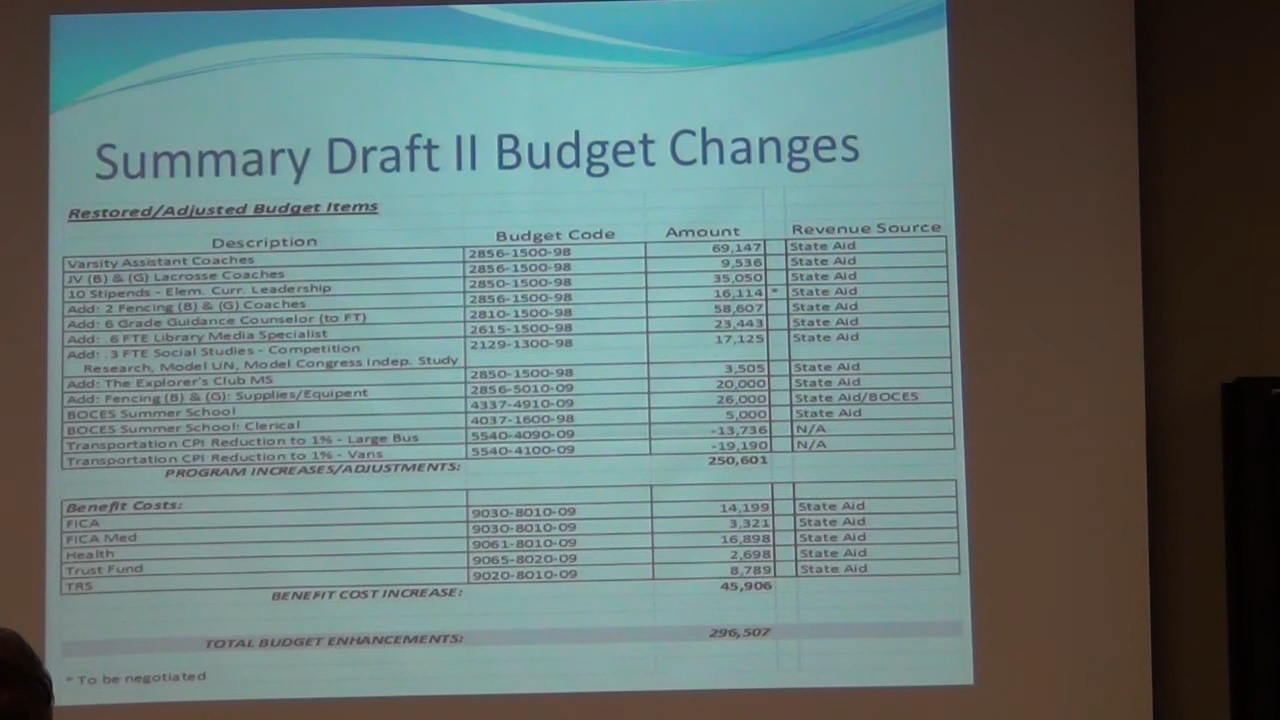 Summary Draft II Budget Changes
Restored/Adjusted Budget Items
Description Budget Code Amount Revenue Source
Varsity Assistant Coaches 2856-1500-98 69,147 State Aid
JV (B) & (G) Lacrosse Coaches 2856-1500-98 9,536 State Aid
10 Stipends - Elem. Curr. Leadership 2850-1500-98 35,050 State Aid
Add: 2 Fencing (B) & (G) Coaches 2856-1500-98 16,114 * State Aid
Add: 6 Grade Guidance Counselor (to FT) 2810-1500-98 58,607 State Aid
Add: .6 FTE Library Media Specialist 2615-1500-98 23,443 State Aid
Add: .3 FTE Social Studies - Competition 2129-1300-98 17,125 State Aid
Research, Model UN, Model Congress Indep. Study
Add: The Explorer's Club MS 2850-1500-98 3,505 State Aid
Add: Fencing (B) & (G): Supplies/Equipent 2856-5010-09 20,000 State Aid
BOCES Summer School 4337-4910-09 26,000 State Aid/BOCES
BOCES Summer School: Clerical 4037-1600-98 5,000 State Aid
Transportation CPI Reduction to 1% - Large Bus 5540-4090-09 -13,736 N/A
Transportation CPI Reduction to 1% - Vans 5540-4100-09 -19,190 N/A
PROGRAM INCREASES/ADJUSTMENTS: 250,601
Benefit Costs:
FICA 9030-8010-09 14,199 State Aid
FICA Med 9030-8010-09 3,321 State Aid
Health 9061-8010-09 16,898 State Aid
Trust Fund 9065-8020-09 2,698 State Aid
TRS 9020-8010-09 8,789 State Aid
BENEFIT COST INCREASE: 45,906
TOTAL BUDGET ENHANCEMENTS: 296,507
* To be negotiated